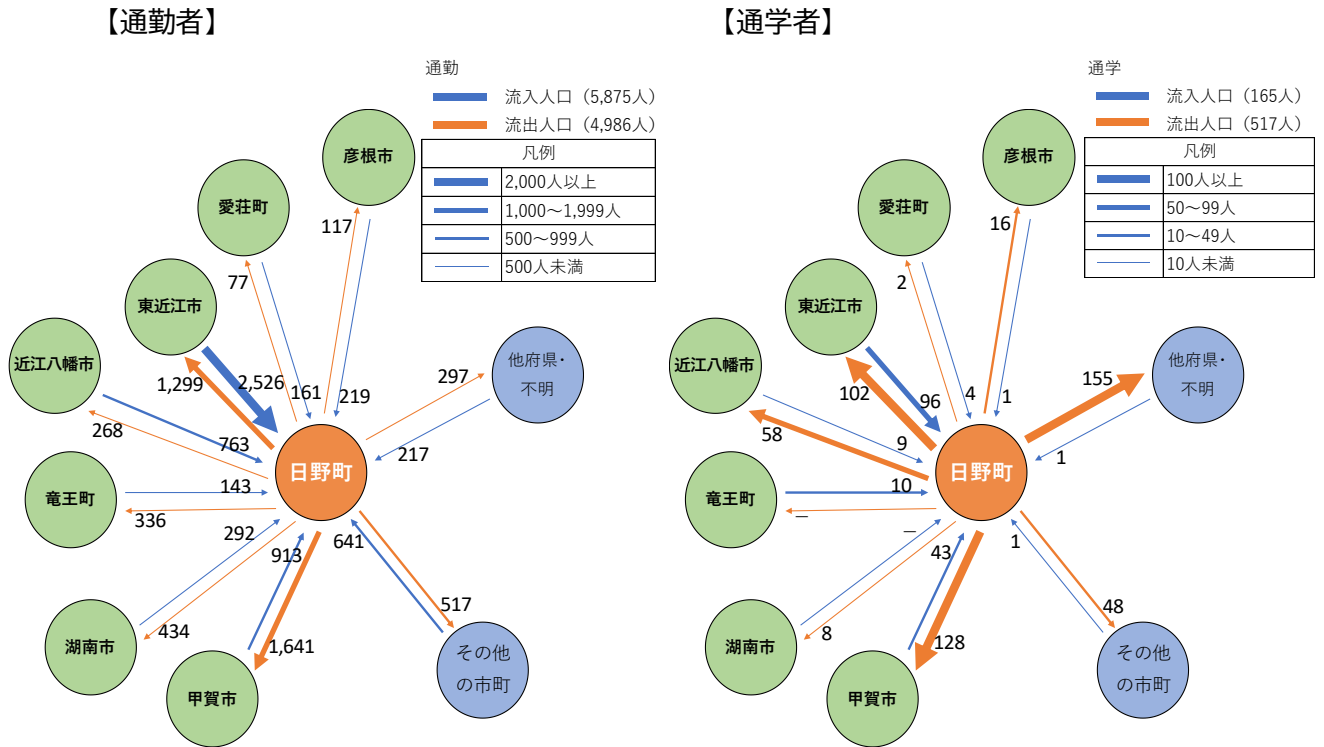 【通勤者】
通勤
流入人口（5,875人）
流出人口（4,986人）
凡例
2,000人以上
1,000～1,999人
500～999人
500人未満
彦根市
愛荘町
117
77
東近江市
近江八幡市
他府県・
不明
1,299
2,526
161
219
297
268
763
217
日野町
竜王町
143
336
292
913
641
517
434
1,641
湖南市
甲賀市
その他
の市町
【通学者】
通学
流入人口（165人）
流出人口（517人）
凡例
100人以上
50～99人
10～49人
10人未満
彦根市
愛荘町
16
2
東近江市
近江八幡市
他府県・
不明
155
102
96
4
1
58
9
1
日野町
竜王町
10
－
－
43
1
48
8
128
湖南市
甲賀市
その他
の市町